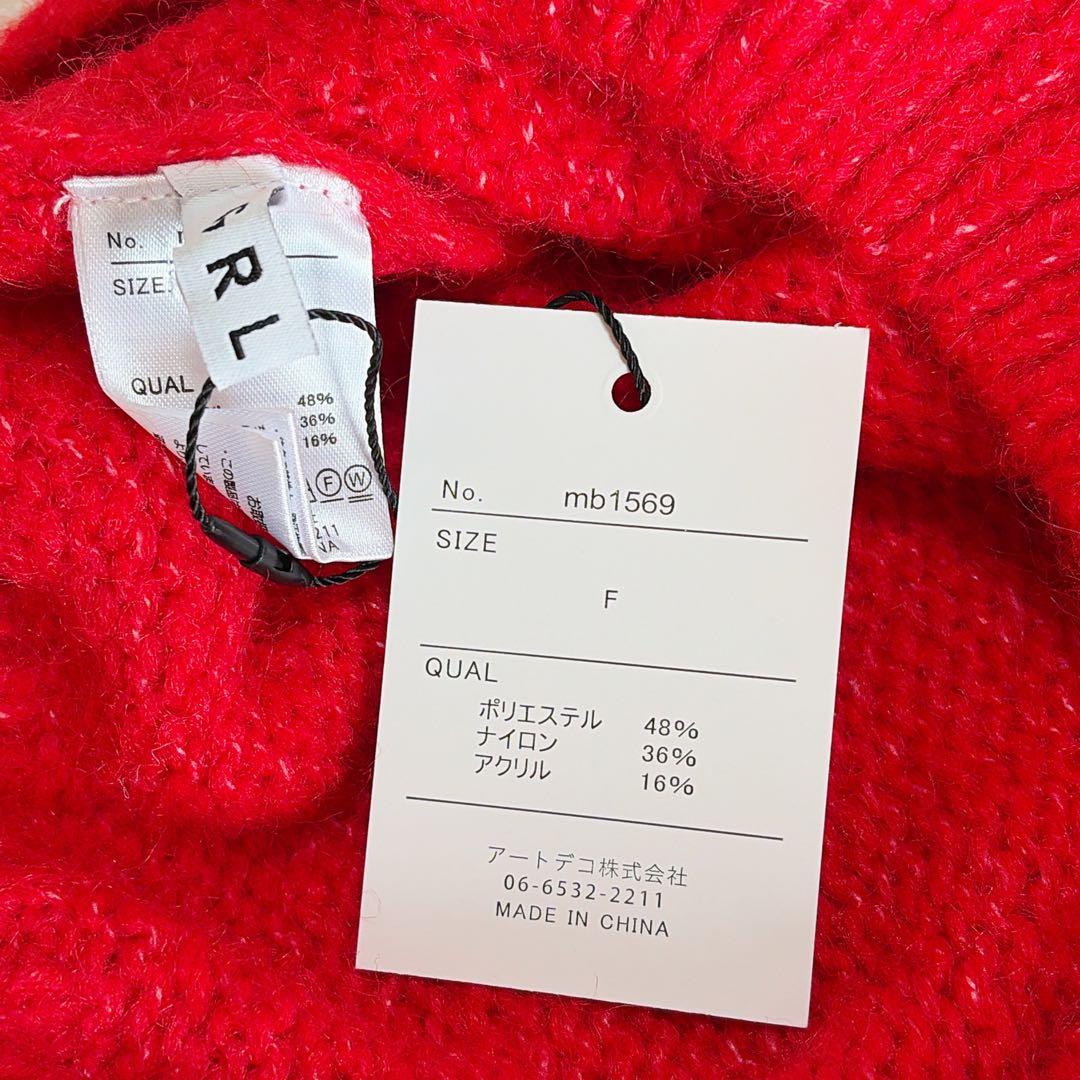 GRL
No.
SIZE
QUAL
48%
36%
16%
F W
211
No. mb1569
SIZE
F
QUAL
ポリエステル 48%
ナイロン 36%
アクリル 16%
アートデコ株式会社
06-6532-2211
MADE IN CHINA